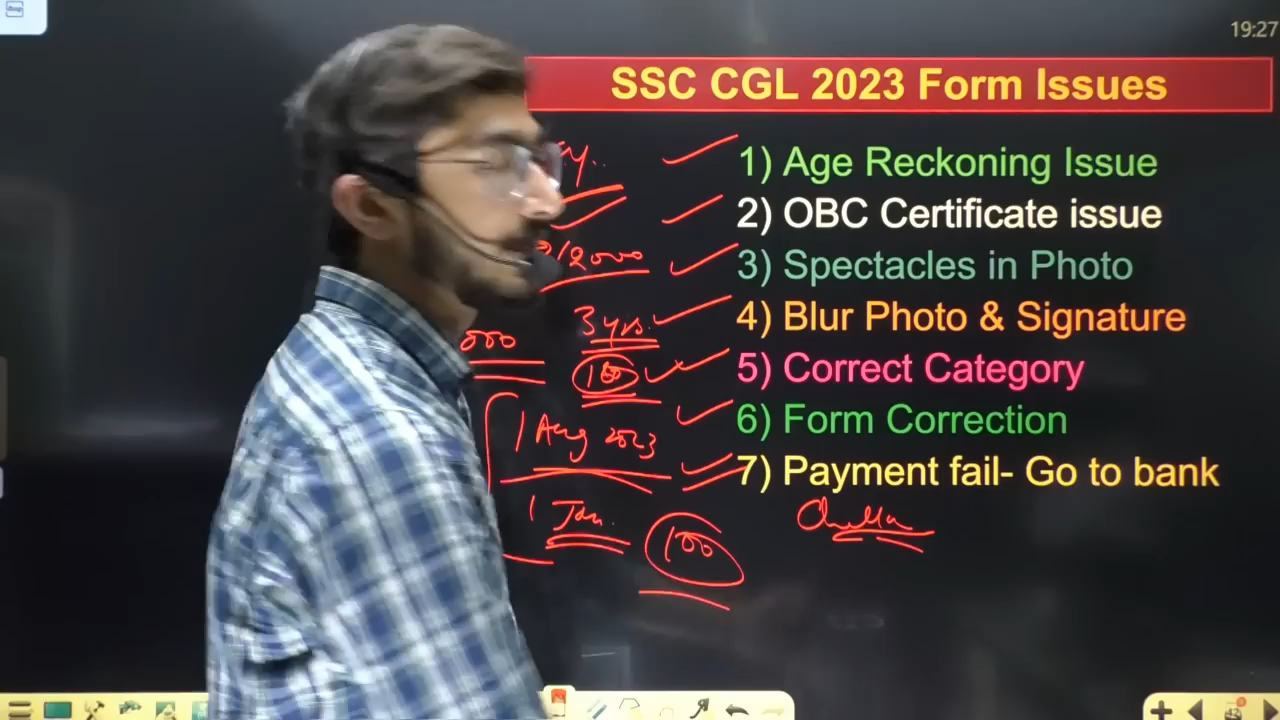 19:27
SSC CGL 2023 Form Issues
1) Age Reckoning Issue
2) OBC Certificate issue
/2000
3) Spectacles in Photo
3 yrs.
4) Blur Photo & Signature
000
100
5) Correct Category
1 Aug 2023
6) Form Correction
7) Payment fail- Go to bank
1 Jan.
100